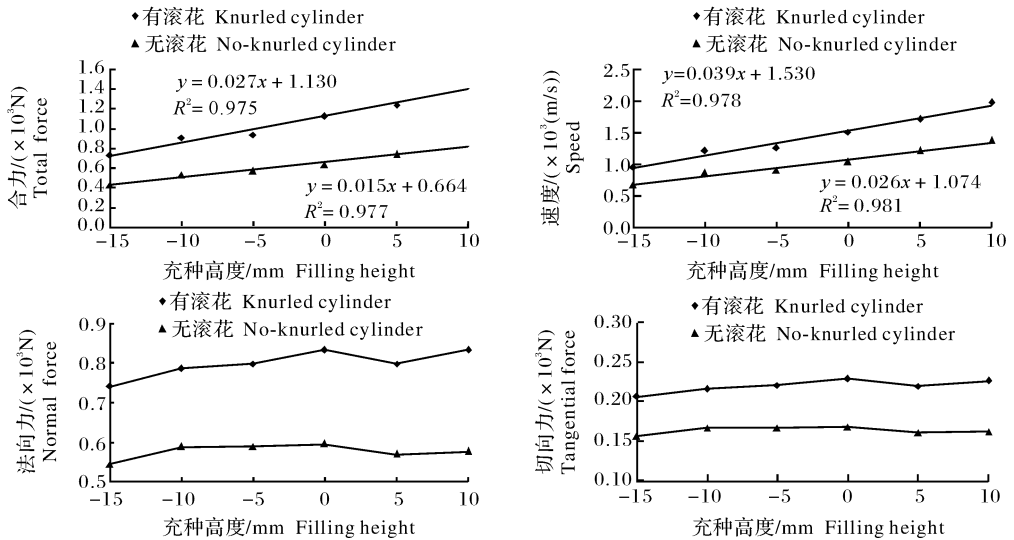 有滚花 Knurled cylinder
无滚花 No-knurled cylinder
合力/(×10³N)
Total force
1.6
1.4
1.2
1.0
0.8
0.6
0.4
0.2
0.0
y = 0.027x + 1.130
R² = 0.975
y = 0.015x + 0.664
R² = 0.977
−15 −10 −5 0 5 10
充种高度/mm Filling height
有滚花 Knurled cylinder
无滚花 No-knurled cylinder
速度/(×10³(m/s))
Speed
2.5
2.0
1.5
1.0
0.5
0.0
y=0.039x + 1.530
R²=0.978
y = 0.026x + 1.074
R² = 0.981
−15 −10 −5 0 5 10
充种高度/mm Filling height
有滚花 Knurled cylinder
无滚花 No-knurled cylinder
法向力/(×10³N)
Normal force
0.9
0.8
0.7
0.6
0.5
−15 −10 −5 0 5 10
充种高度/mm Filling height
有滚花 Knurled cylinder
无滚花 No-knurled cylinder
切向力/(×10³N)
Tangential force
0.30
0.25
0.20
0.15
0.10
−15 −10 −5 0 5 10
充种高度/mm Filling height